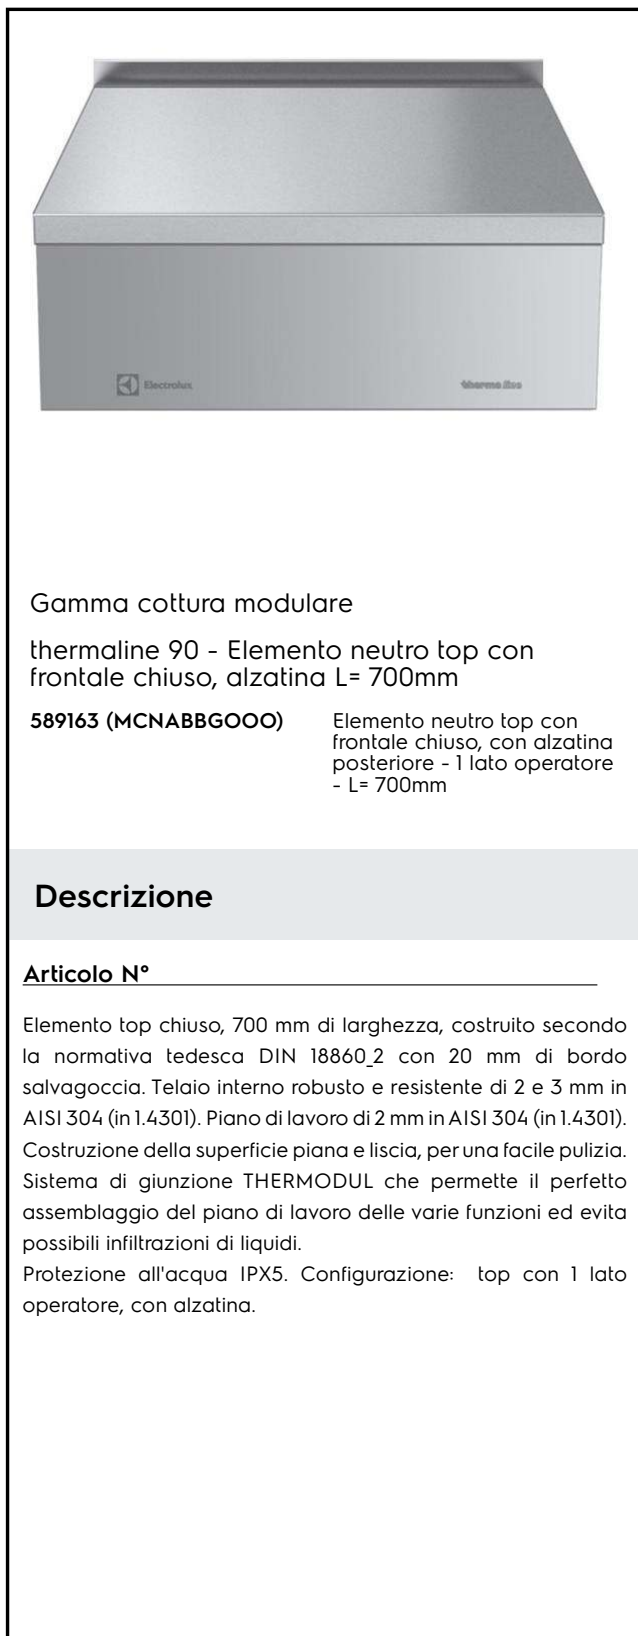 Electrolux
therma line
Gamma cottura modulare
thermaline 90 - Elemento neutro top con
frontale chiuso, alzatina L= 700mm
589163 (MCNABBGOOO)
Elemento neutro top con
frontale chiuso, con alzatina
posteriore - 1 lato operatore
- L= 700mm
Descrizione
Articolo N°
Elemento top chiuso, 700 mm di larghezza, costruito secondo
la normativa tedesca DIN 18860_2 con 20 mm di bordo
salvagoccia. Telaio interno robusto e resistente di 2 e 3 mm in
AISI 304 (in 1.4301). Piano di lavoro di 2 mm in AISI 304 (in 1.4301).
Costruzione della superficie piana e liscia, per una facile pulizia.
Sistema di giunzione THERMODUL che permette il perfetto
assemblaggio del piano di lavoro delle varie funzioni ed evita
possibili infiltrazioni di liquidi.
Protezione all'acqua IPX5. Configurazione: top con 1 lato
operatore, con alzatina.